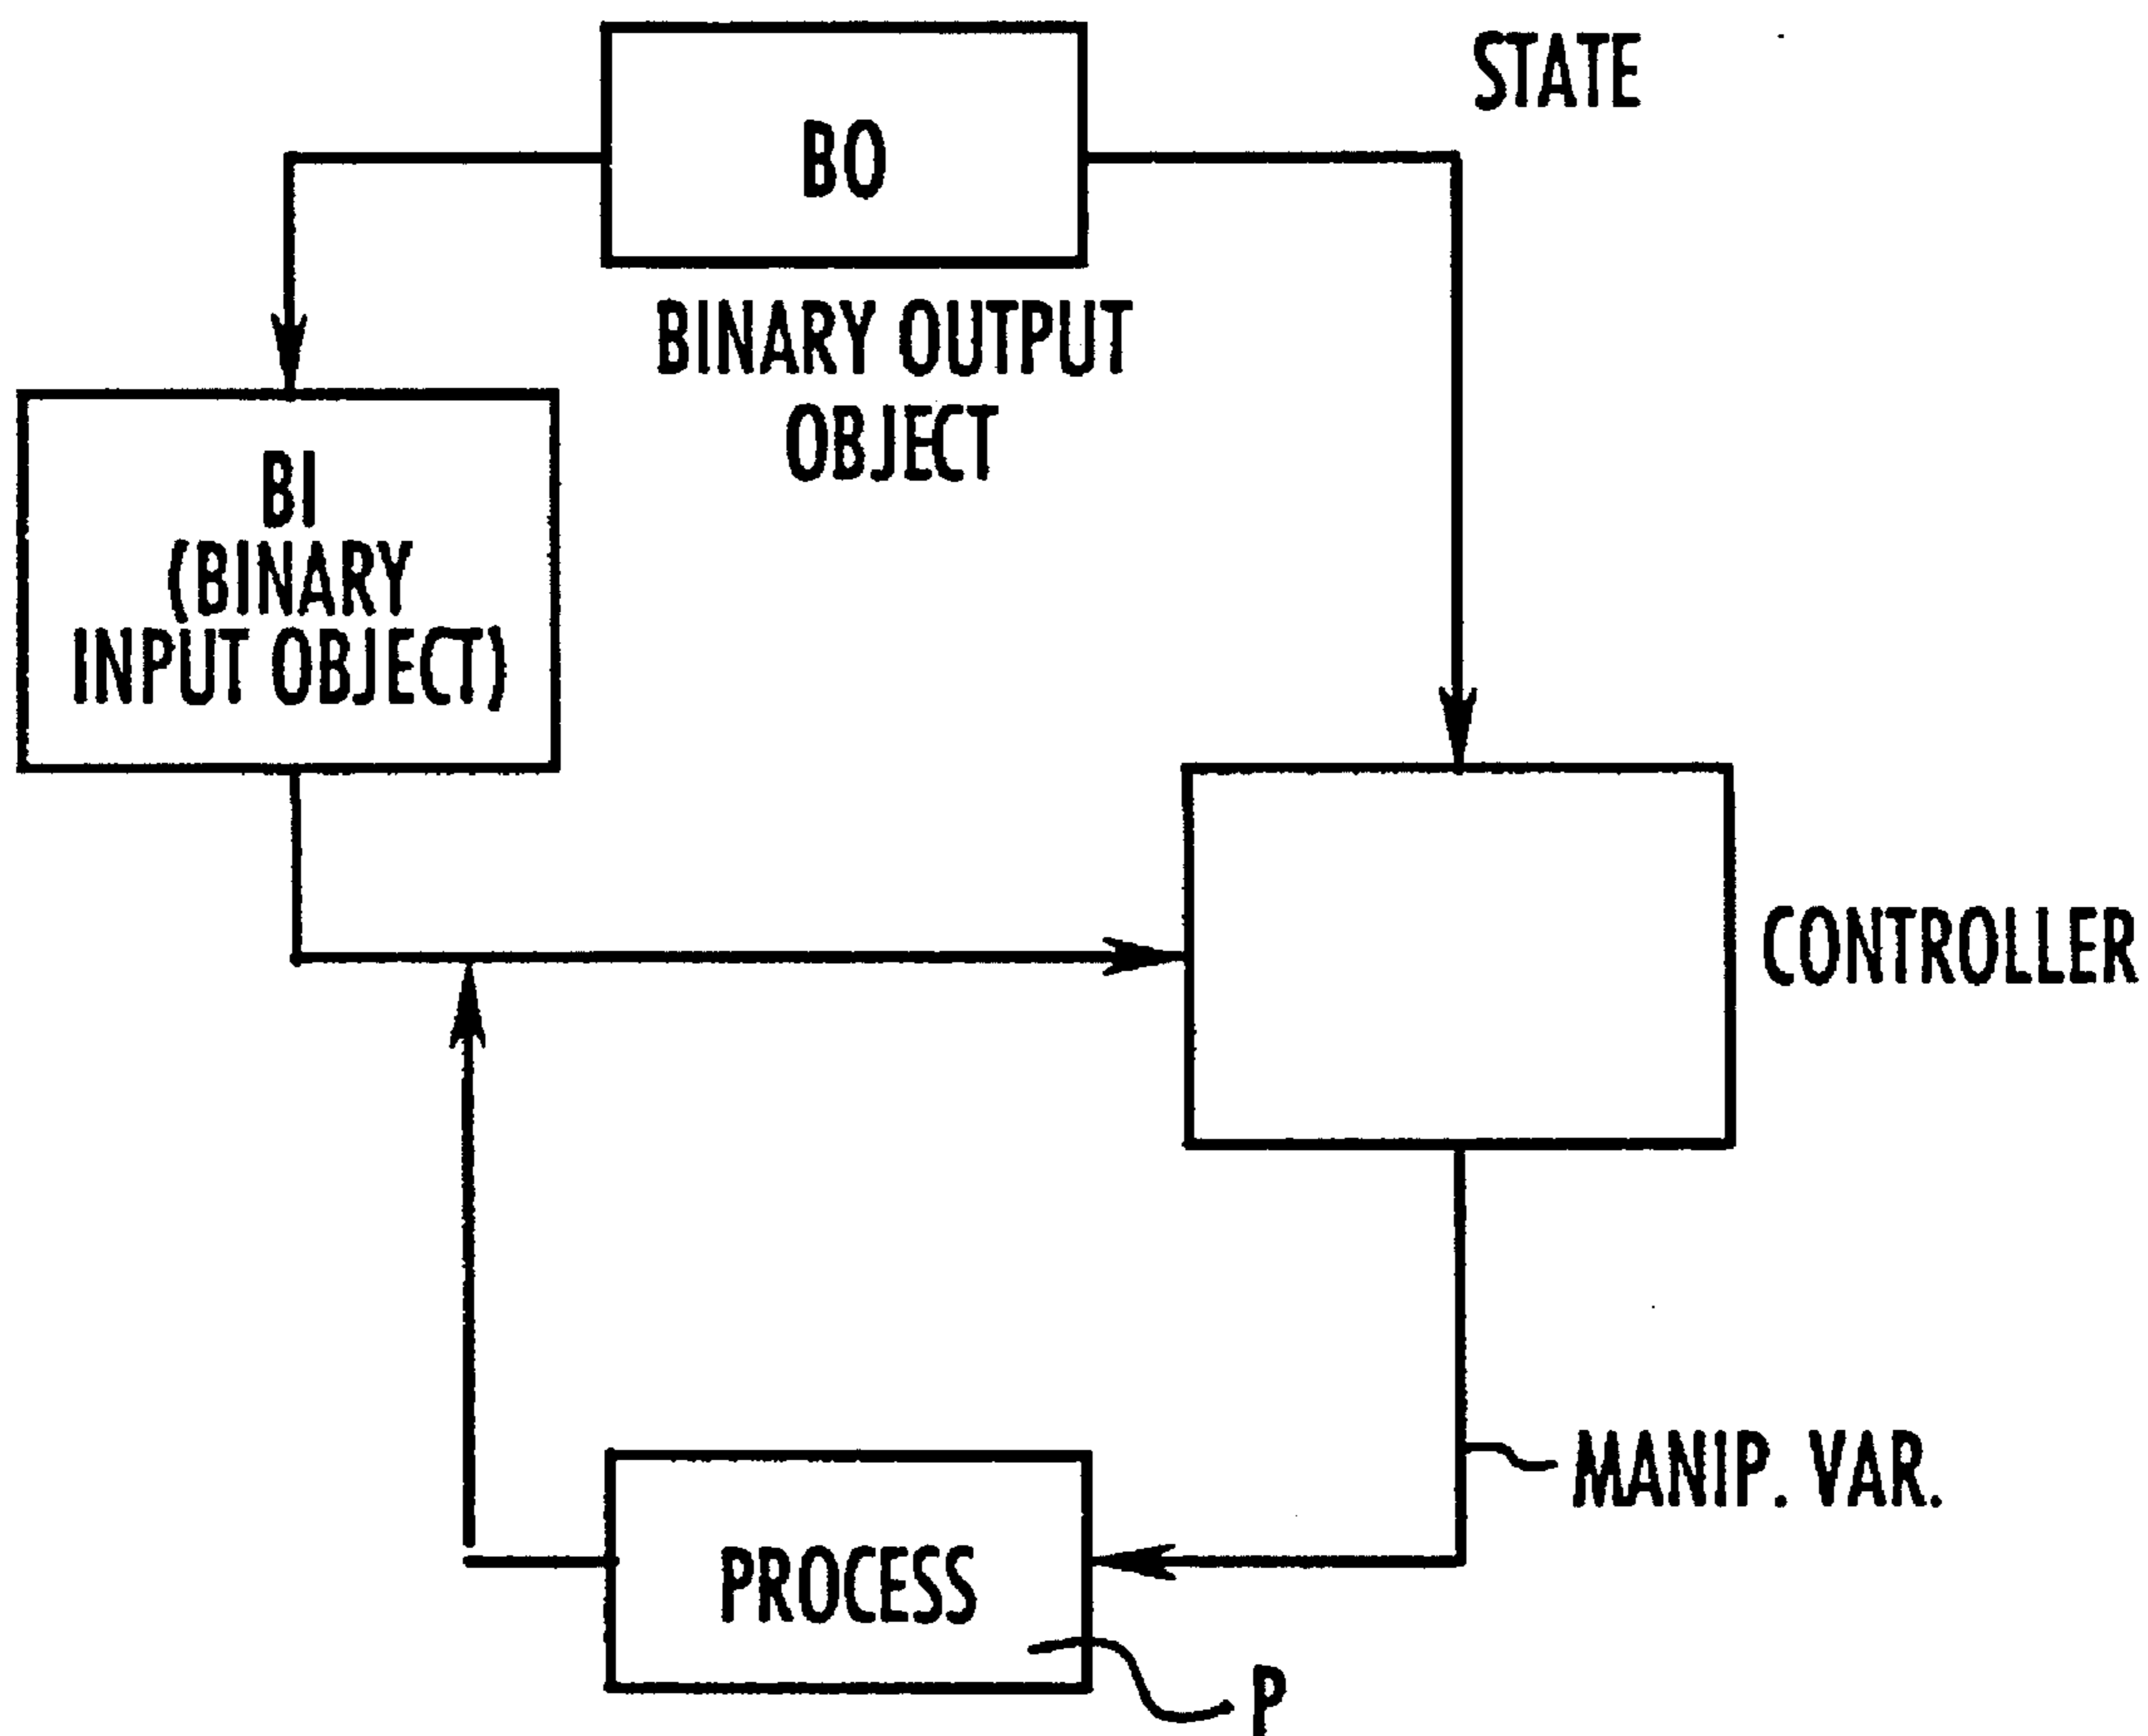 STATE
BO
BINARY OUTPUT
OBJECT
BI
(BINARY
INPUT OBJECT)
CONTROLLER
MANIP. VAR.
PROCESS
P